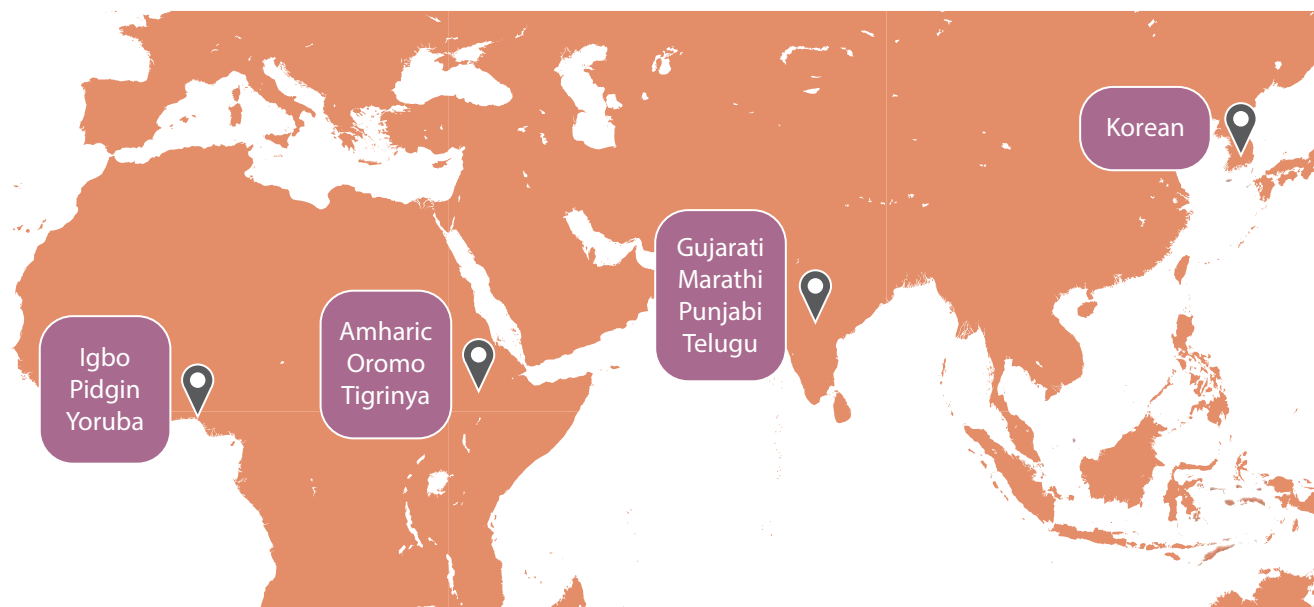 Igbo
Pidgin
Yoruba
Amharic
Oromo
Tigrinya
Gujarati
Marathi
Punjabi
Telugu
Korean